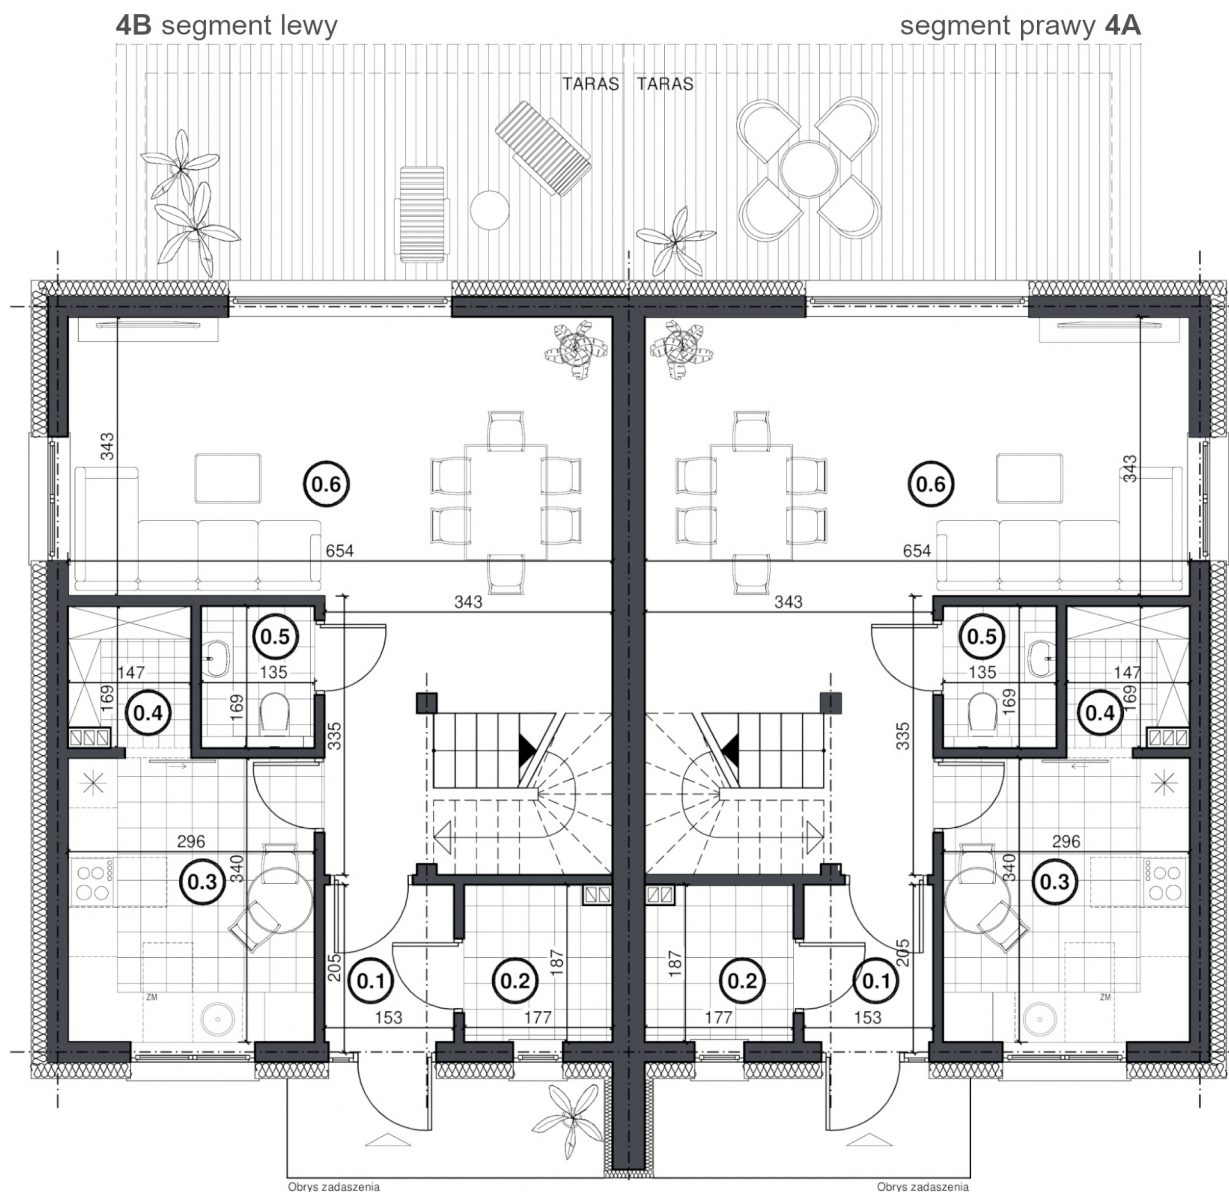 4B segment lewy segment prawy 4A
TARAS TARAS
343 343
0.6 0.6
654 654
343 343
0.5 0.5
147 135 135 147
169 169 169 169
0.4 0.4
335 335
296 296
340 340
0.3 0.3
205 187 187 205
0.1 0.2 0.2 0.1
ZM ZM
153 177 177 153
Obrys zadaszenia Obrys zadaszenia